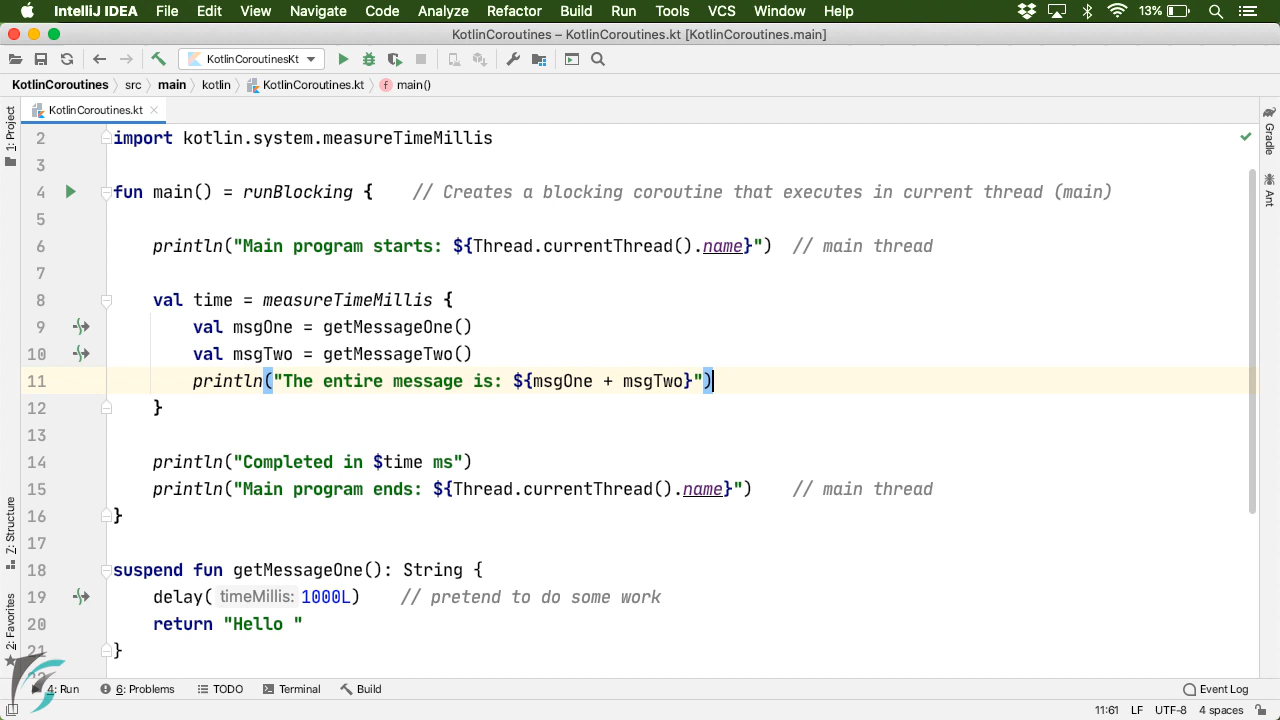 IntelliJ IDEA File Edit View Navigate Code Analyze Refactor Build Run Tools VCS Window Help 13%
KotlinCoroutines – KotlinCoroutines.kt [KotlinCoroutines.main]
KotlinCoroutinesKt
KotlinCoroutines src main kotlin KotlinCoroutines.kt f main()
KotlinCoroutines.kt
1: Project
Gradle
Ant
2 import kotlin.system.measureTimeMillis
3
4 fun main() = runBlocking { // Creates a blocking coroutine that executes in current thread (main)
5
6 println("Main program starts: ${Thread.currentThread().name}") // main thread
7
8 val time = measureTimeMillis {
9 val msgOne = getMessageOne()
10 val msgTwo = getMessageTwo()
11 println("The entire message is: ${msgOne + msgTwo}")
12 }
13
14 println("Completed in $time ms")
15 println("Main program ends: ${Thread.currentThread().name}") // main thread
16 }
17
18 suspend fun getMessageOne(): String {
19 delay( timeMillis: 1000L) // pretend to do some work
20 return "Hello "
21 }
Z: Structure
2: Favorites
4: Run 6: Problems TODO Terminal Build Event Log
11:61 LF UTF-8 4 spaces